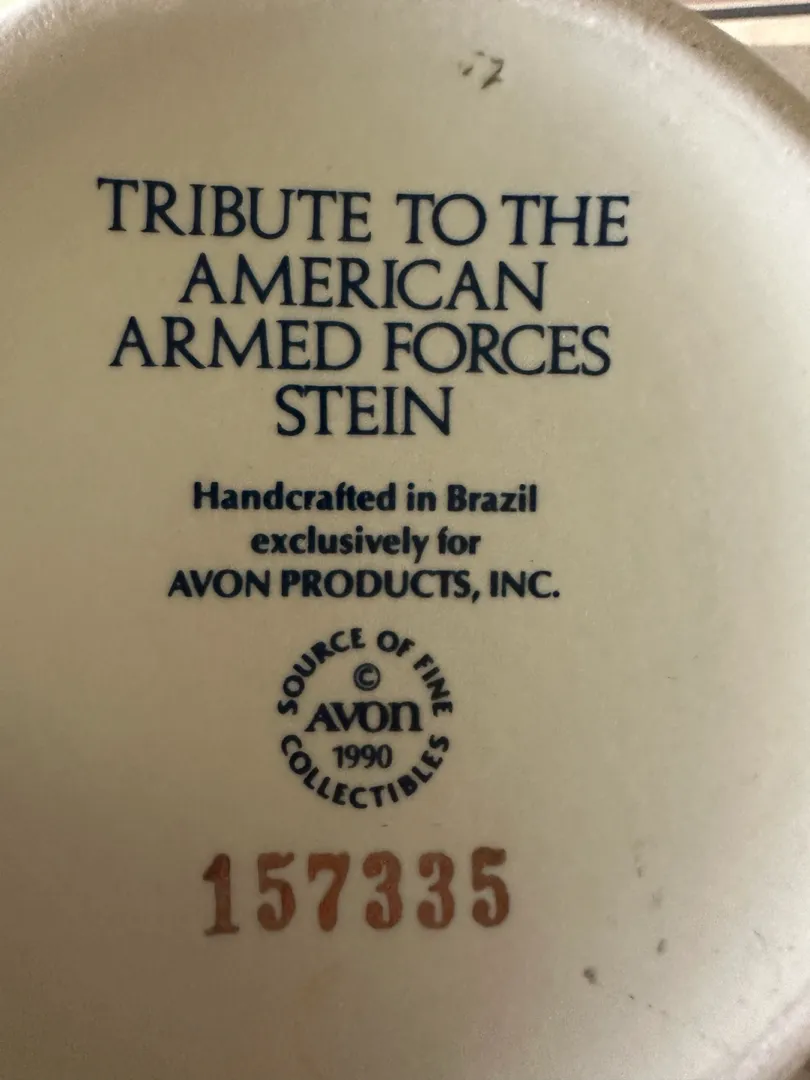 TRIBUTE TO THE
AMERICAN
ARMED FORCES
STEIN
Handcrafted in Brazil
exclusively for
AVON PRODUCTS, INC.
SOURCE OF FINE
©
AVON
1990
COLLECTIBLES
157335